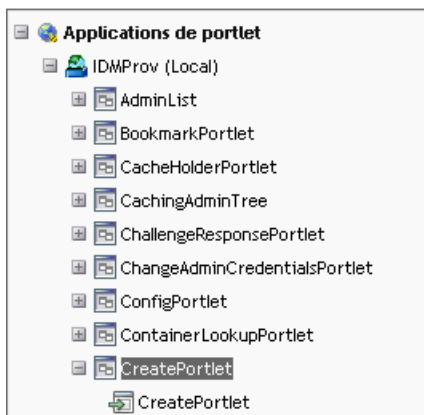 Applications de portlet
IDMProv (Local)
AdminList
BookmarkPortlet
CacheHolderPortlet
CachingAdminTree
ChallengeResponsePortlet
ChangeAdminCredentialsPortlet
ConfigPortlet
ContainerLookupPortlet
CreatePortlet
CreatePortlet